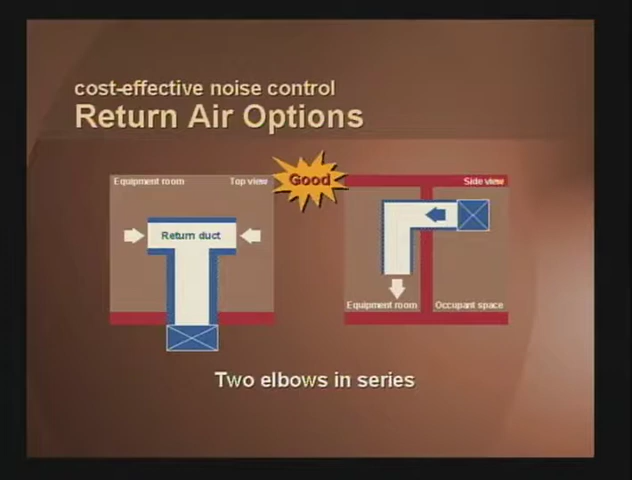 cost-effective noise control
Return Air Options
Good
Equipment room
Top view
Side view
Return duct
Equipment room
Occupant space
Two elbows in series